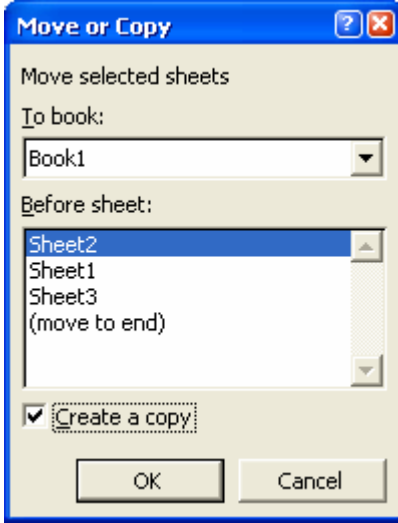 Move or Copy
Move selected sheets
To book:
Book1
Before sheet:
Sheet2
Sheet1
Sheet3
(move to end)
Create a copy
OK Cancel